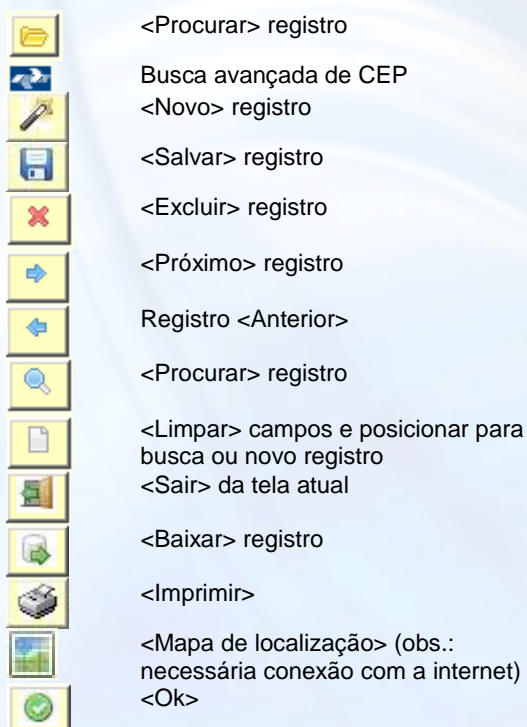 <Procurar> registro
Busca avançada de CEP
<Novo> registro
<Salvar> registro
<Excluir> registro
<Próximo> registro
Registro <Anterior>
<Procurar> registro
<Limpar> campos e posicionar para
busca ou novo registro
<Sair> da tela atual
<Baixar> registro
<Imprimir>
<Mapa de localização> (obs.:
necessária conexão com a internet)
<Ok>